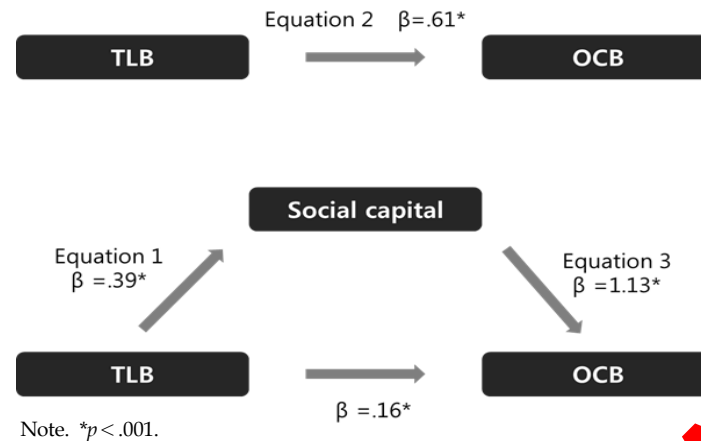 Equation 2 β=.61*
TLB
OCB
Social capital
Equation 1
β =.39*
Equation 3
β =1.13*
TLB
OCB
β =.16*
Note. *p<.001.